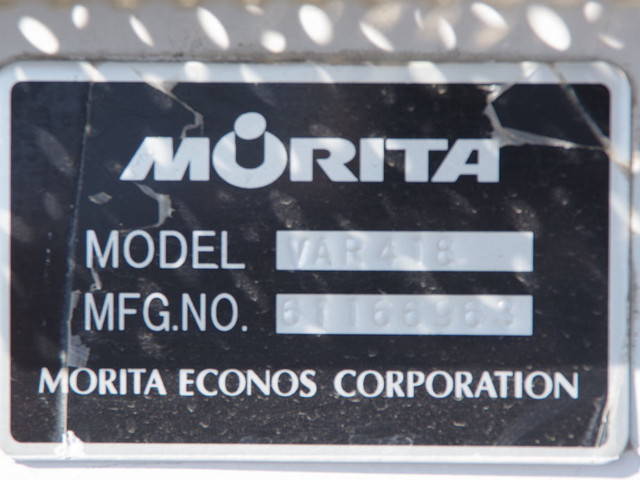 MORITA
MODEL VAR418
MFG.NO.
MORITA ECONOS CORPORATION